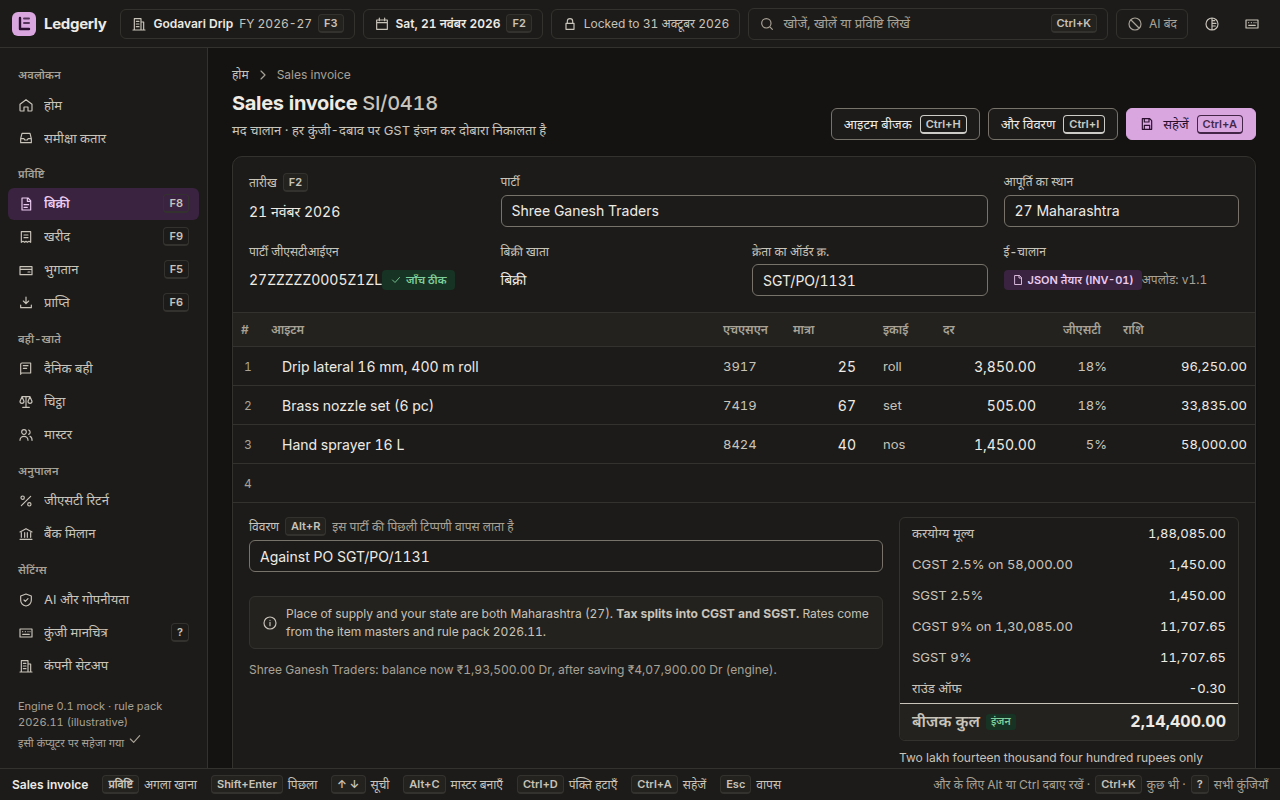 Ledgerly
Godavari Drip FY 2026-27 F3
Sat, 21 नवंबर 2026 F2
Locked to 31 अक्टूबर 2026
खोजें, खोलें या प्रविष्टि लिखें Ctrl+K
AI बंद
अवलोकन
होम
समीक्षा कतार
प्रविष्टि
बिक्री F8
खरीद F9
भुगतान F5
प्राप्ति F6
बही-खाते
दैनिक बही
चिट्ठा
मास्टर
अनुपालन
जीएसटी रिटर्न
बैंक मिलान
सेटिंग्स
AI और गोपनीयता
कुंजी मानचित्र ?
कंपनी सेटअप
Engine 0.1 mock · rule pack
2026.11 (illustrative)
इसी कंप्यूटर पर सहेजा गया
होम > Sales invoice
Sales invoice SI/0418
मद चालान · हर कुंजी-दबाव पर GST इंजन कर दोबारा निकालता है
आइटम बीजक Ctrl+H
और विवरण Ctrl+I
सहेजें Ctrl+A
तारीख F2
21 नवंबर 2026
पार्टी
Shree Ganesh Traders
आपूर्ति का स्थान
27 Maharashtra
पार्टी जीएसटीआईएन
27ZZZZZ0005Z1ZL जाँच ठीक
बिक्री खाता
बिक्री
क्रेता का ऑर्डर क्र.
SGT/PO/1131
ई-चालान
JSON तैयार (INV-01) अपलोड: v1.1
# आइटम एचएसएन मात्रा इकाई दर जीएसटी राशि
1 Drip lateral 16 mm, 400 m roll 3917 25 roll 3,850.00 18% 96,250.00
2 Brass nozzle set (6 pc) 7419 67 set 505.00 18% 33,835.00
3 Hand sprayer 16 L 8424 40 nos 1,450.00 5% 58,000.00
4
विवरण Alt+R इस पार्टी की पिछली टिप्पणी वापस लाता है
Against PO SGT/PO/1131
Place of supply and your state are both Maharashtra (27). Tax splits into CGST and SGST. Rates come
from the item masters and rule pack 2026.11.
Shree Ganesh Traders: balance now ₹1,93,500.00 Dr, after saving ₹4,07,900.00 Dr (engine).
करयोग्य मूल्य 1,88,085.00
CGST 2.5% on 58,000.00 1,450.00
SGST 2.5% 1,450.00
CGST 9% on 1,30,085.00 11,707.65
SGST 9% 11,707.65
राउंड ऑफ -0.30
बीजक कुल इंजन 2,14,400.00
Two lakh fourteen thousand four hundred rupees only
Sales invoice प्रविष्टि अगला खाना Shift+Enter पिछला ↑↓ सूची Alt+C मास्टर बनाएँ Ctrl+D पंक्ति हटाएँ Ctrl+A सहेजें Esc वापस
और के लिए Alt या Ctrl दबाए रखें · Ctrl+K कुछ भी · ? सभी कुंजियाँ